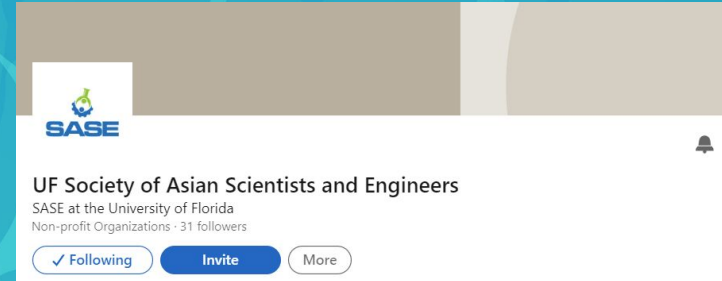 SASE
UF Society of Asian Scientists and Engineers
SASE at the University of Florida
Non-profit Organizations · 31 followers
✓ Following Invite More